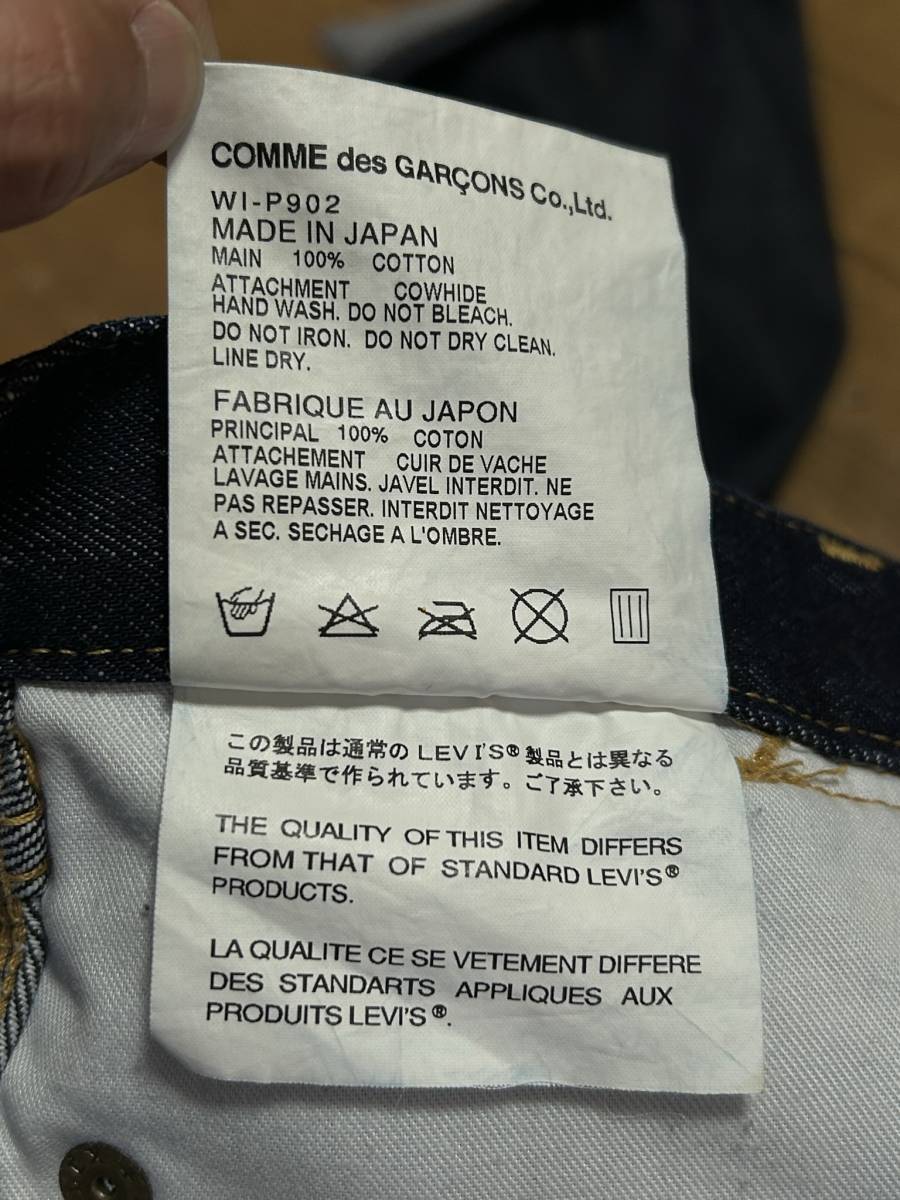 COMME des GARÇONS Co.,Ltd.
WI-P902
MADE IN JAPAN
MAIN 100% COTTON
ATTACHMENT COWHIDE
HAND WASH. DO NOT BLEACH.
DO NOT IRON. DO NOT DRY CLEAN.
LINE DRY.
FABRIQUE AU JAPON
PRINCIPAL 100% COTON
ATTACHEMENT CUIR DE VACHE
LAVAGE MAINS. JAVEL INTERDIT. NE
PAS REPASSER. INTERDIT NETTOYAGE
A SEC. SECHAGE A L'OMBRE.
この製品は通常の LEVI'S® 製品とは異なる
品質基準で作られています。ご了承下さい。
THE QUALITY OF THIS ITEM DIFFERS
FROM THAT OF STANDARD LEVI'S®
PRODUCTS.
LA QUALITE CE SE VETEMENT DIFFERE
DES STANDARTS APPLIQUES AUX
PRODUITS LEVI'S®.